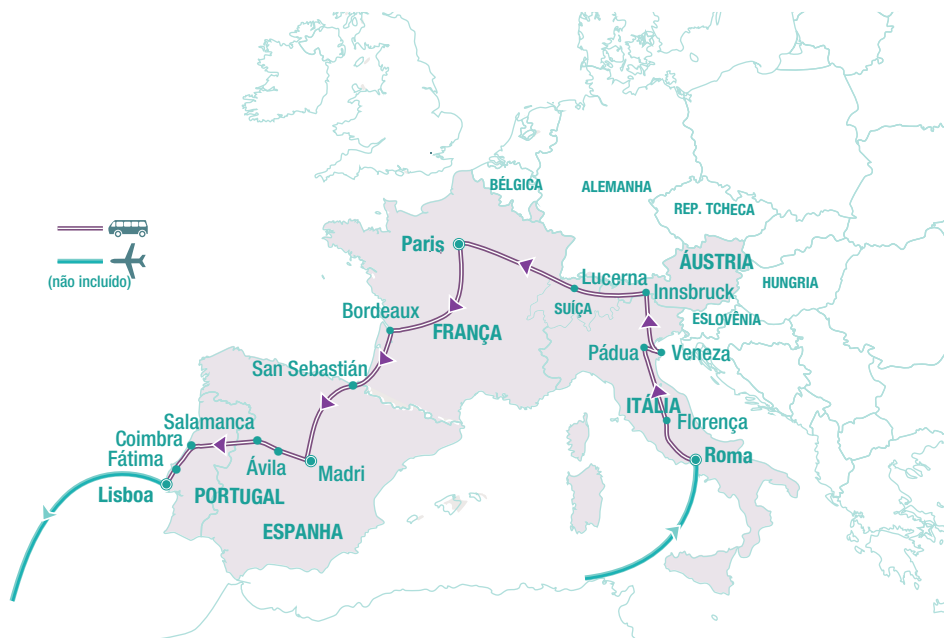 BÉLGICA
ALEMANHA
REP. TCHECA
Paris
ÁUSTRIA
(não incluído)
Lucerna
HUNGRIA
Innsbruck
SUÍÇA
Bordeaux
ESLOVÊNIA
FRANÇA
Pádua
Veneza
San Sebastián
ITÁLIA
Salamanca
Florença
Coimbra
Fátima
Ávila
Madri
Roma
Lisboa
PORTUGAL
ESPANHA